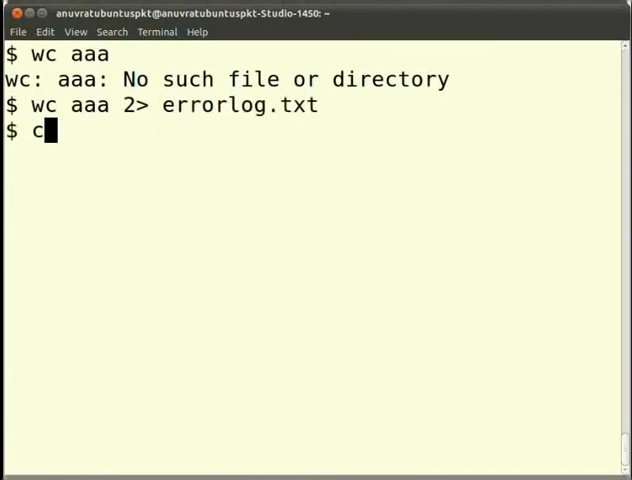 anuvratubuntuspkt@anuvratubuntuspkt-Studio-1450: ~
File Edit View Search Terminal Help
$ wc aaa
wc: aaa: No such file or directory
$ wc aaa 2> errorlog.txt
$ c